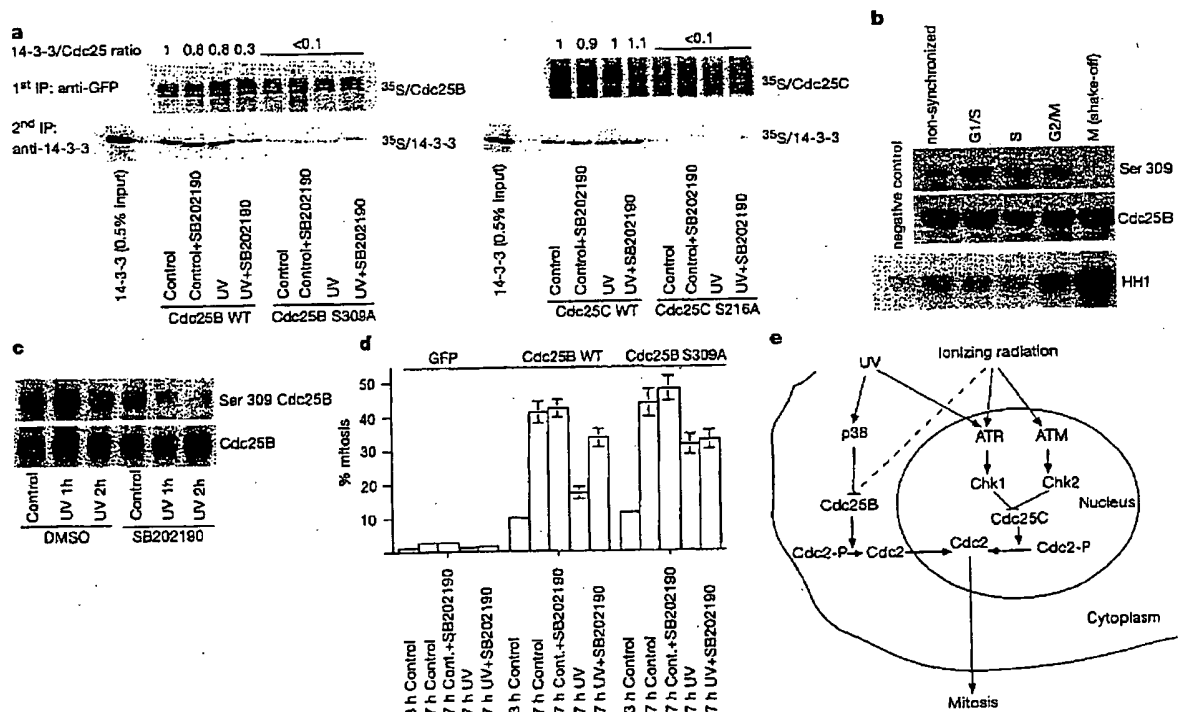 a
14-3-3/Cdc25 ratio 1 0.8 0.8 0.3 <0.1
1st IP: anti-GFP
35S/Cdc25B
2nd IP:
anti-14-3-3
35S/14-3-3
14-3-3 (0.5% input)
Control
Control+SB202190
UV
UV+SB202190
Control
Control+SB202190
UV
UV+SB202190
Cdc25B WT
Cdc25B S309A
1 0.9 1 1.1 <0.1
35S/Cdc25C
35S/14-3-3
14-3-3 (0.5% input)
Control
Control+SB202190
UV
UV+SB202190
Control
Control+SB202190
UV
UV+SB202190
Cdc25C WT
Cdc25C S216A
b
negative control
non-synchronized
G1/S
S
G2/M
M (shake-off)
Ser 309
Cdc25B
HH1
c
Ser 309 Cdc25B
Cdc25B
Control
UV 1h
UV 2h
Control
UV 1h
UV 2h
DMSO
SB202190
d
GFP
Cdc25B WT
Cdc25B S309A
% mitosis
50
40
30
20
10
3 h Control
7 h Control
7 h Cont.+SB202190
7 h UV
7 h UV+SB202190
3 h Control
7 h Control
7 h Cont.+SB202190
7 h UV
7 h UV+SB202190
3 h Control
7 h Control
7 h Cont.+SB202190
7 h UV
7 h UV+SB202190
e
UV
Ionizing radiation
p38
ATR
ATM
Chk1
Chk2
Nucleus
Cdc25B
Cdc25C
Cdc2-P
Cdc2
Cdc2
Cdc2-P
Cytoplasm
Mitosis